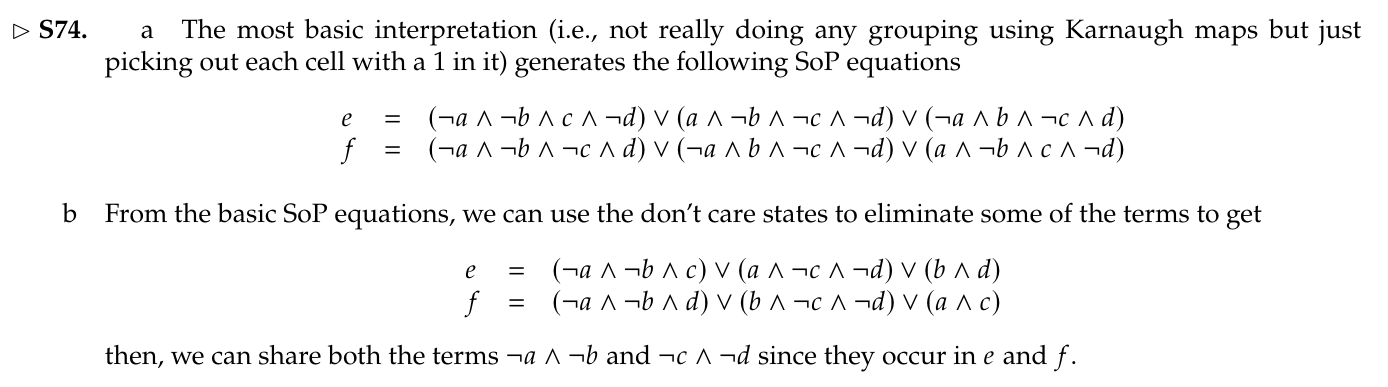 ▷ S74. a The most basic interpretation (i.e., not really doing any grouping using Karnaugh maps but just
picking out each cell with a 1 in it) generates the following SoP equations
e = (¬a ∧ ¬b ∧ c ∧ ¬d) ∨ (a ∧ ¬b ∧ ¬c ∧ ¬d) ∨ (¬a ∧ b ∧ ¬c ∧ d)
f = (¬a ∧ ¬b ∧ ¬c ∧ d) ∨ (¬a ∧ b ∧ ¬c ∧ ¬d) ∨ (a ∧ ¬b ∧ c ∧ ¬d)
b From the basic SoP equations, we can use the don't care states to eliminate some of the terms to get
e = (¬a ∧ ¬b ∧ c) ∨ (a ∧ ¬c ∧ ¬d) ∨ (b ∧ d)
f = (¬a ∧ ¬b ∧ d) ∨ (b ∧ ¬c ∧ ¬d) ∨ (a ∧ c)
then, we can share both the terms ¬a ∧ ¬b and ¬c ∧ ¬d since they occur in e and f.